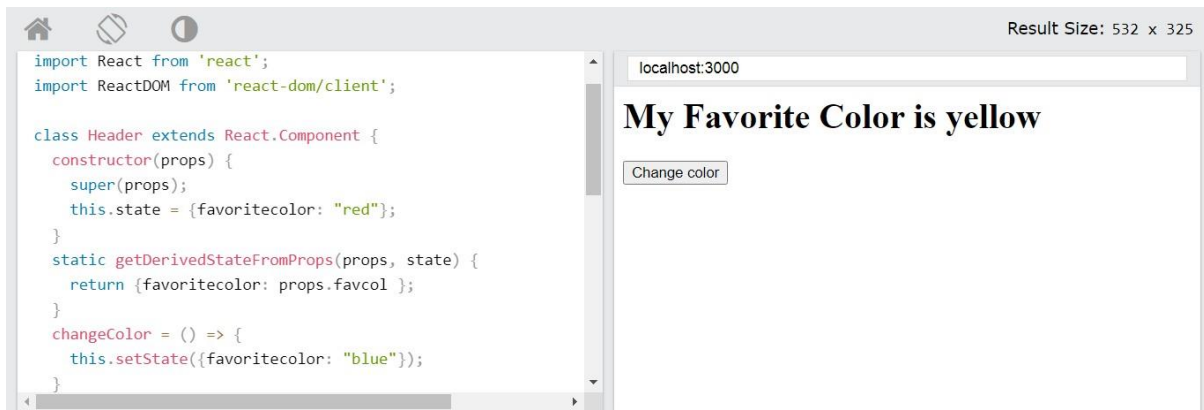 Result Size: 532 x 325
import React from 'react';
import ReactDOM from 'react-dom/client';
class Header extends React.Component {
constructor(props) {
super(props);
this.state = {favoritecolor: "red"};
}
static getDerivedStateFromProps(props, state) {
return {favoritecolor: props.favcol };
}
changeColor = () => {
this.setState({favoritecolor: "blue"});
}
localhost:3000
My Favorite Color is yellow
Change color